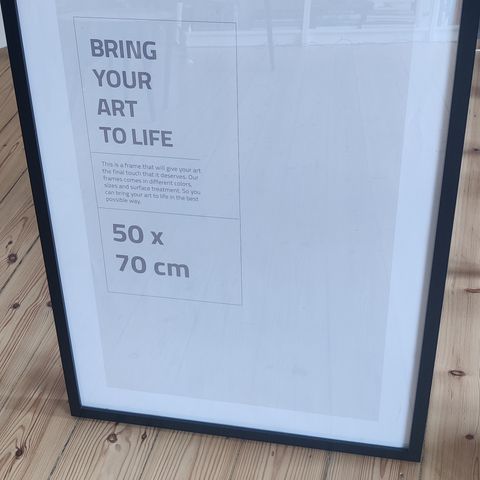 BRING
YOUR
ART
TO LIFE
This is a frame that will give your art
the final touch that it deserves. Our
frames comes in different colors,
sizes and surface treatment. So you
can bring your art to life in the best
possible way.
50 x
70 cm